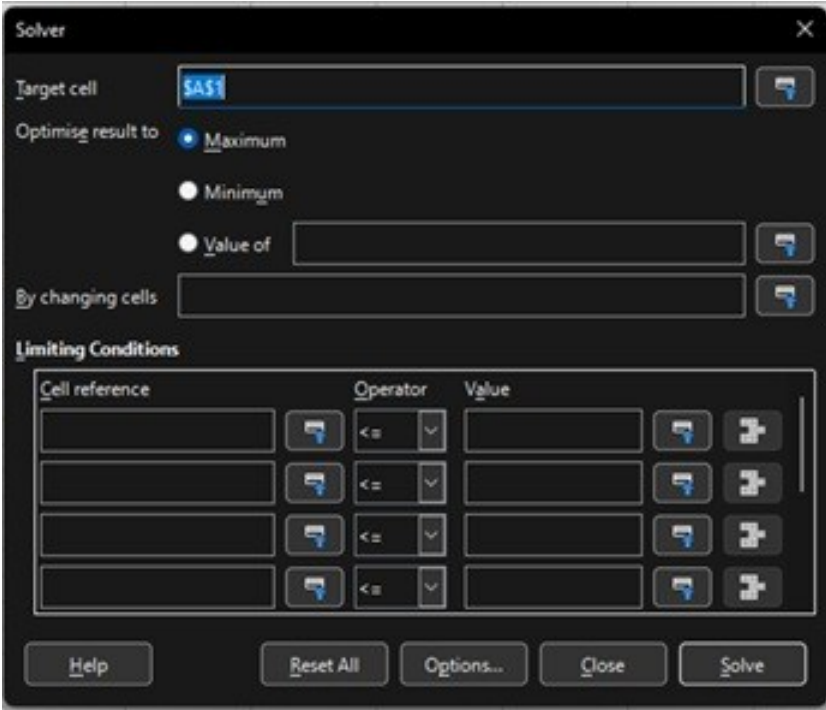 Solver
Target cell $A$1
Optimise result to Maximum
Minimum
Value of
By changing cells
Limiting Conditions
Cell reference Operator Value
<=
<=
<=
<=
Help Reset All Options... Close Solve